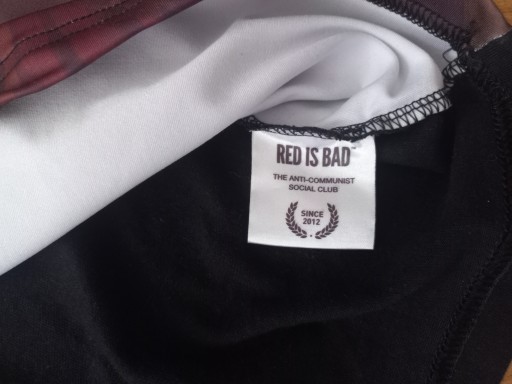 RED IS BAD™
THE ANTI-COMMUNIST
SOCIAL CLUB
SINCE
2012